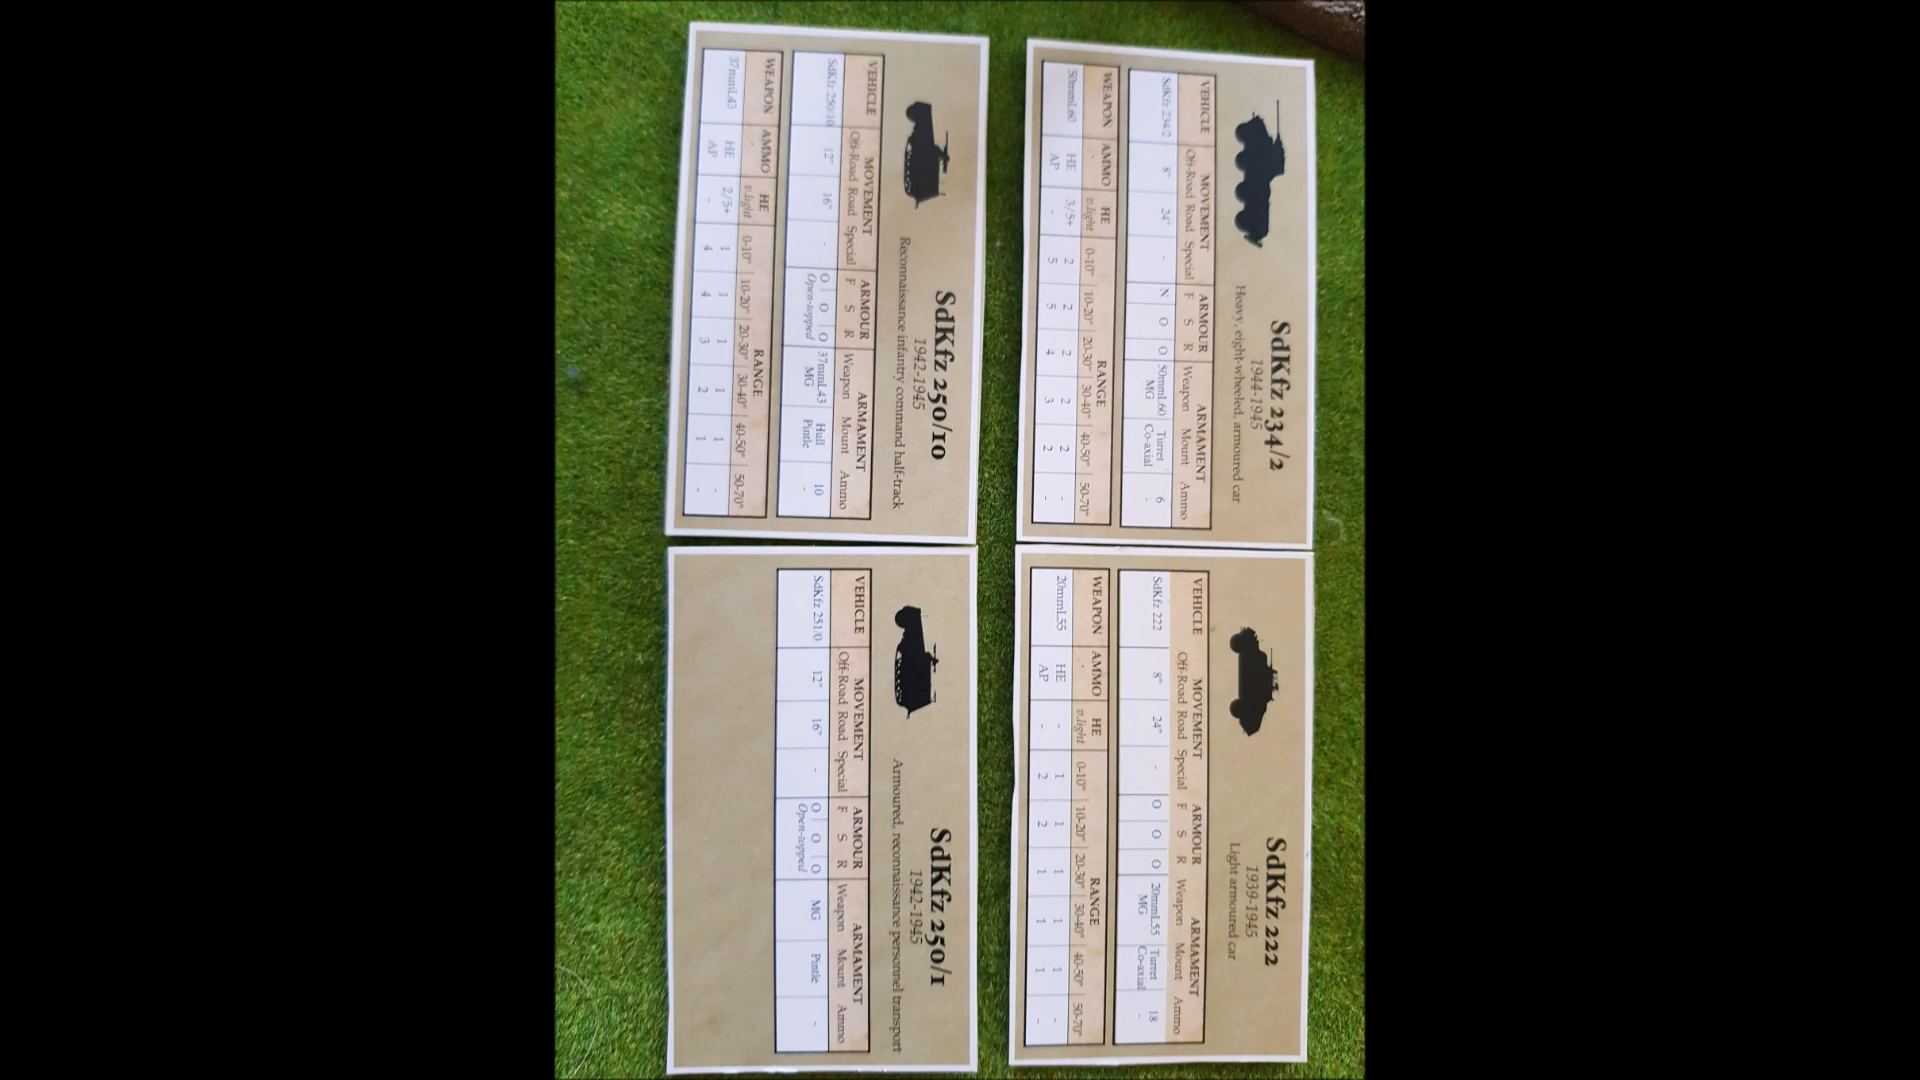 SdKfz 234/2
1944-1945
Heavy, eight-wheeled, armoured car
VEHICLE MOVEMENT ARMOUR ARMAMENT
Off-Road Road Special F S R Weapon Mount Ammo
SdKfz 234/2 8" 24" - N O O 50mmL60 Turret 6
MG Co-axial -
WEAPON AMMO HE RANGE
v.light 0-10" 10-20" 20-30" 30-40" 40-50" 50-70"
50mmL60 HE 3/5+ 2 2 2 2 2 -
AP - 5 5 4 3 2 -
SdKfz 222
1939-1945
Light armoured car
VEHICLE MOVEMENT ARMOUR ARMAMENT
Off-Road Road Special F S R Weapon Mount Ammo
SdKfz 222 8" 24" - O O O 20mmL55 Turret 18
MG Co-axial -
WEAPON AMMO HE RANGE
v.light 0-10" 10-20" 20-30" 30-40" 40-50" 50-70"
20mmL55 HE - 1 1 1 1 1 -
AP - 2 2 1 1 1 -
SdKfz 250/10
1942-1945
Reconnaissance infantry command half-track
VEHICLE MOVEMENT ARMOUR ARMAMENT
Off-Road Road Special F S R Weapon Mount Ammo
SdKfz 250/10 12" 16" - O O O 37mmL43 Hull 10
Open-topped MG Pintle -
WEAPON AMMO HE RANGE
v.light 0-10" 10-20" 20-30" 30-40" 40-50" 50-70"
37mmL43 HE 2/5+ 1 1 1 1 1 -
AP - 4 4 3 2 1 -
SdKfz 250/1
1942-1945
Armoured, reconnaissance personnel transport
VEHICLE MOVEMENT ARMOUR ARMAMENT
Off-Road Road Special F S R Weapon Mount Ammo
SdKfz 251/0 12" 16" - O O O MG Pintle -
Open-topped